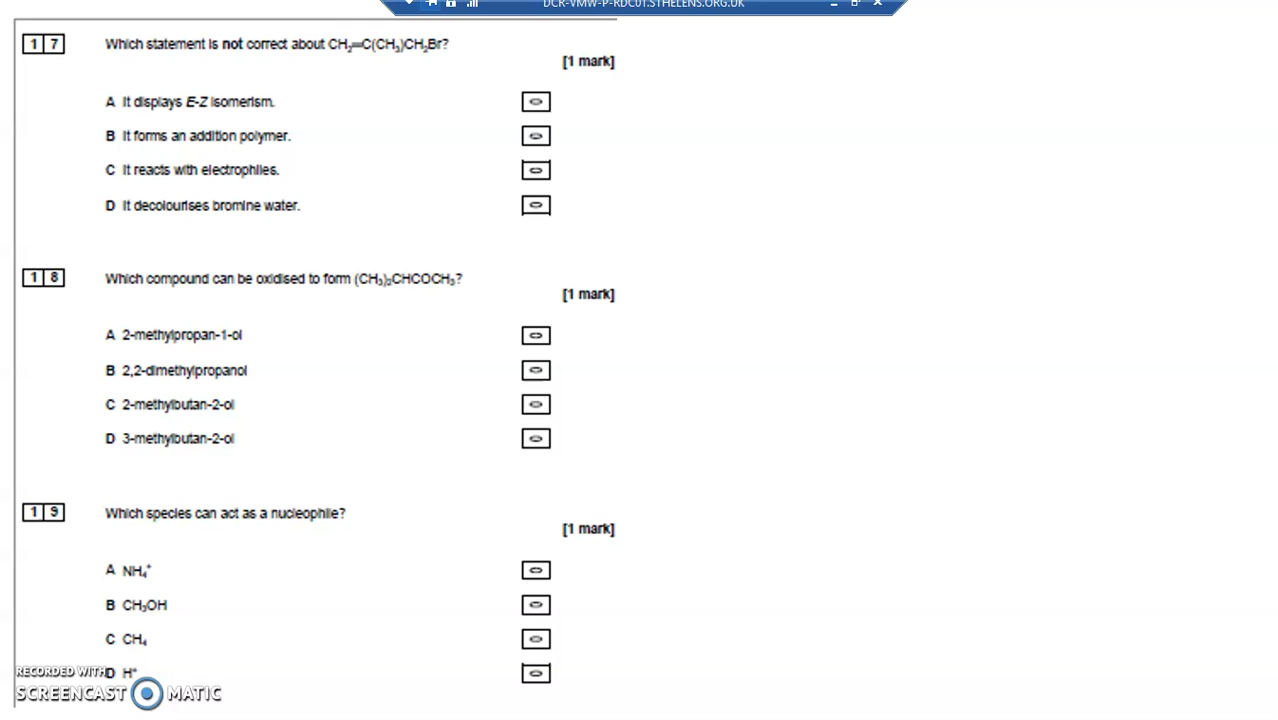 DCR-VMW-P-RDC01.STHELENS.ORG.UK
1 7 Which statement is not correct about CH₂═C(CH₃)CH₂Br?
[1 mark]
A It displays E-Z isomerism.
B It forms an addition polymer.
C It reacts with electrophiles.
D It decolourises bromine water.
1 8 Which compound can be oxidised to form (CH₃)₂CHCOCH₃?
[1 mark]
A 2-methylpropan-1-ol
B 2,2-dimethylpropanol
C 2-methylbutan-2-ol
D 3-methylbutan-2-ol
1 9 Which species can act as a nucleophile?
[1 mark]
A NH₄⁺
B CH₃OH
C CH₄
D H⁺
RECORDED WITH
SCREENCAST MATIC